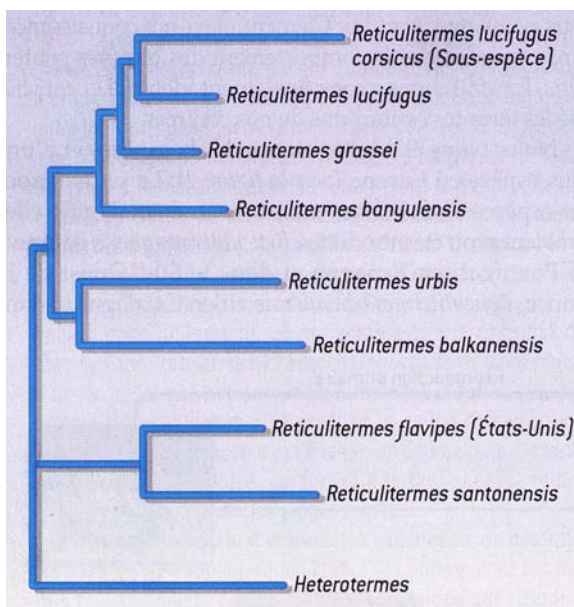 Reticulitermes lucifugus
corsicus (Sous-espèce)
Reticulitermes lucifugus
Reticulitermes grassei
Reticulitermes banyulensis
Reticulitermes urbis
Reticulitermes balkanensis
Reticulitermes flavipes (États-Unis)
Reticulitermes santonensis
Heterotermes